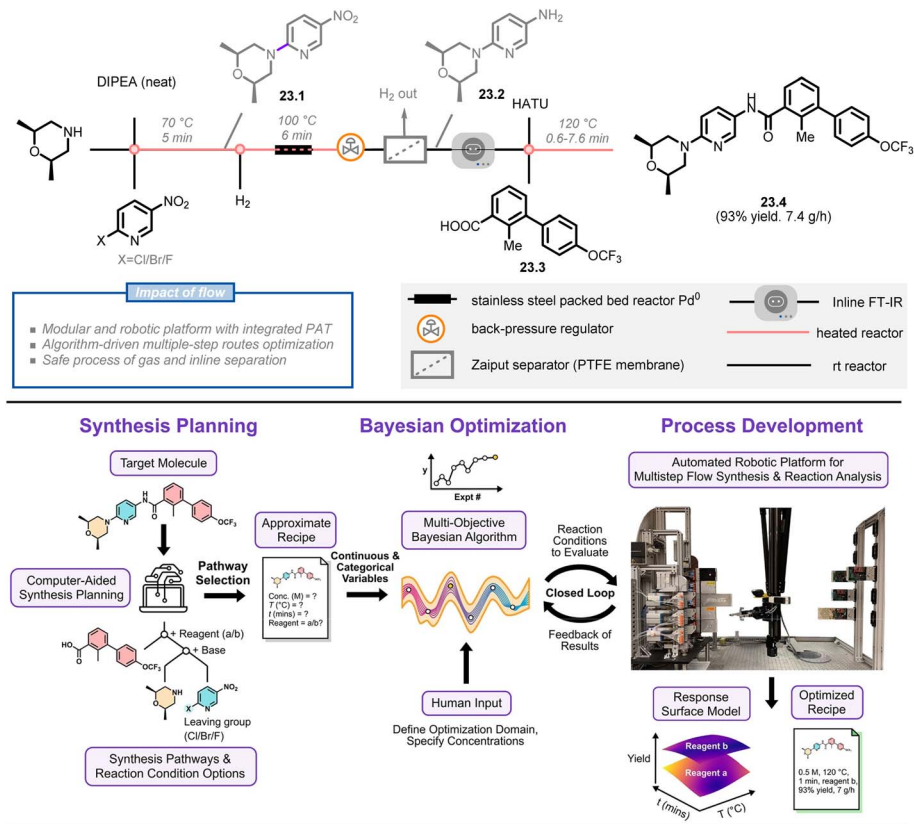 DIPEA (neat)
NH
O
70 °C
5 min
NO2
N
X
X=Cl/Br/F
NO2
N
N
O
23.1
H2
100 °C
6 min
H2 out
NH2
N
N
O
23.2
HATU
120 °C
0.6-7.6 min
HOOC
Me
OCF3
23.3
H
N
O
N
N
O
Me
OCF3
23.4
(93% yield. 7.4 g/h)
Impact of flow
Modular and robotic platform with integrated PAT
Algorithm-driven multiple-step routes optimization
Safe process of gas and inline separation
stainless steel packed bed reactor Pd0
back-pressure regulator
Zaiput separator (PTFE membrane)
Inline FT-IR
heated reactor
rt reactor
Synthesis Planning
Target Molecule
H
N
O
N
N
O
OCF3
Computer-Aided
Synthesis Planning
Pathway
Selection
+ Reagent (a/b)
+ Base
O
HO
OCF3
NH
O
NO2
X
N
Leaving group
(Cl/Br/F)
Synthesis Pathways &
Reaction Condition Options
Approximate
Recipe
Conc. (M) = ?
T (°C) = ?
t (mins) = ?
Reagent = a/b?
Bayesian Optimization
y
Expt #
Multi-Objective
Bayesian Algorithm
Continuous &
Categorical
Variables
Human Input
Define Optimization Domain,
Specify Concentrations
Reaction
Conditions
to Evaluate
Closed Loop
Feedback of
Results
Process Development
Automated Robotic Platform for
Multistep Flow Synthesis & Reaction Analysis
Response
Surface Model
Yield
Reagent b
Reagent a
t (mins)
T (°C)
Optimized
Recipe
0.5 M, 120 °C,
1 min, reagent b,
93% yield, 7 g/h